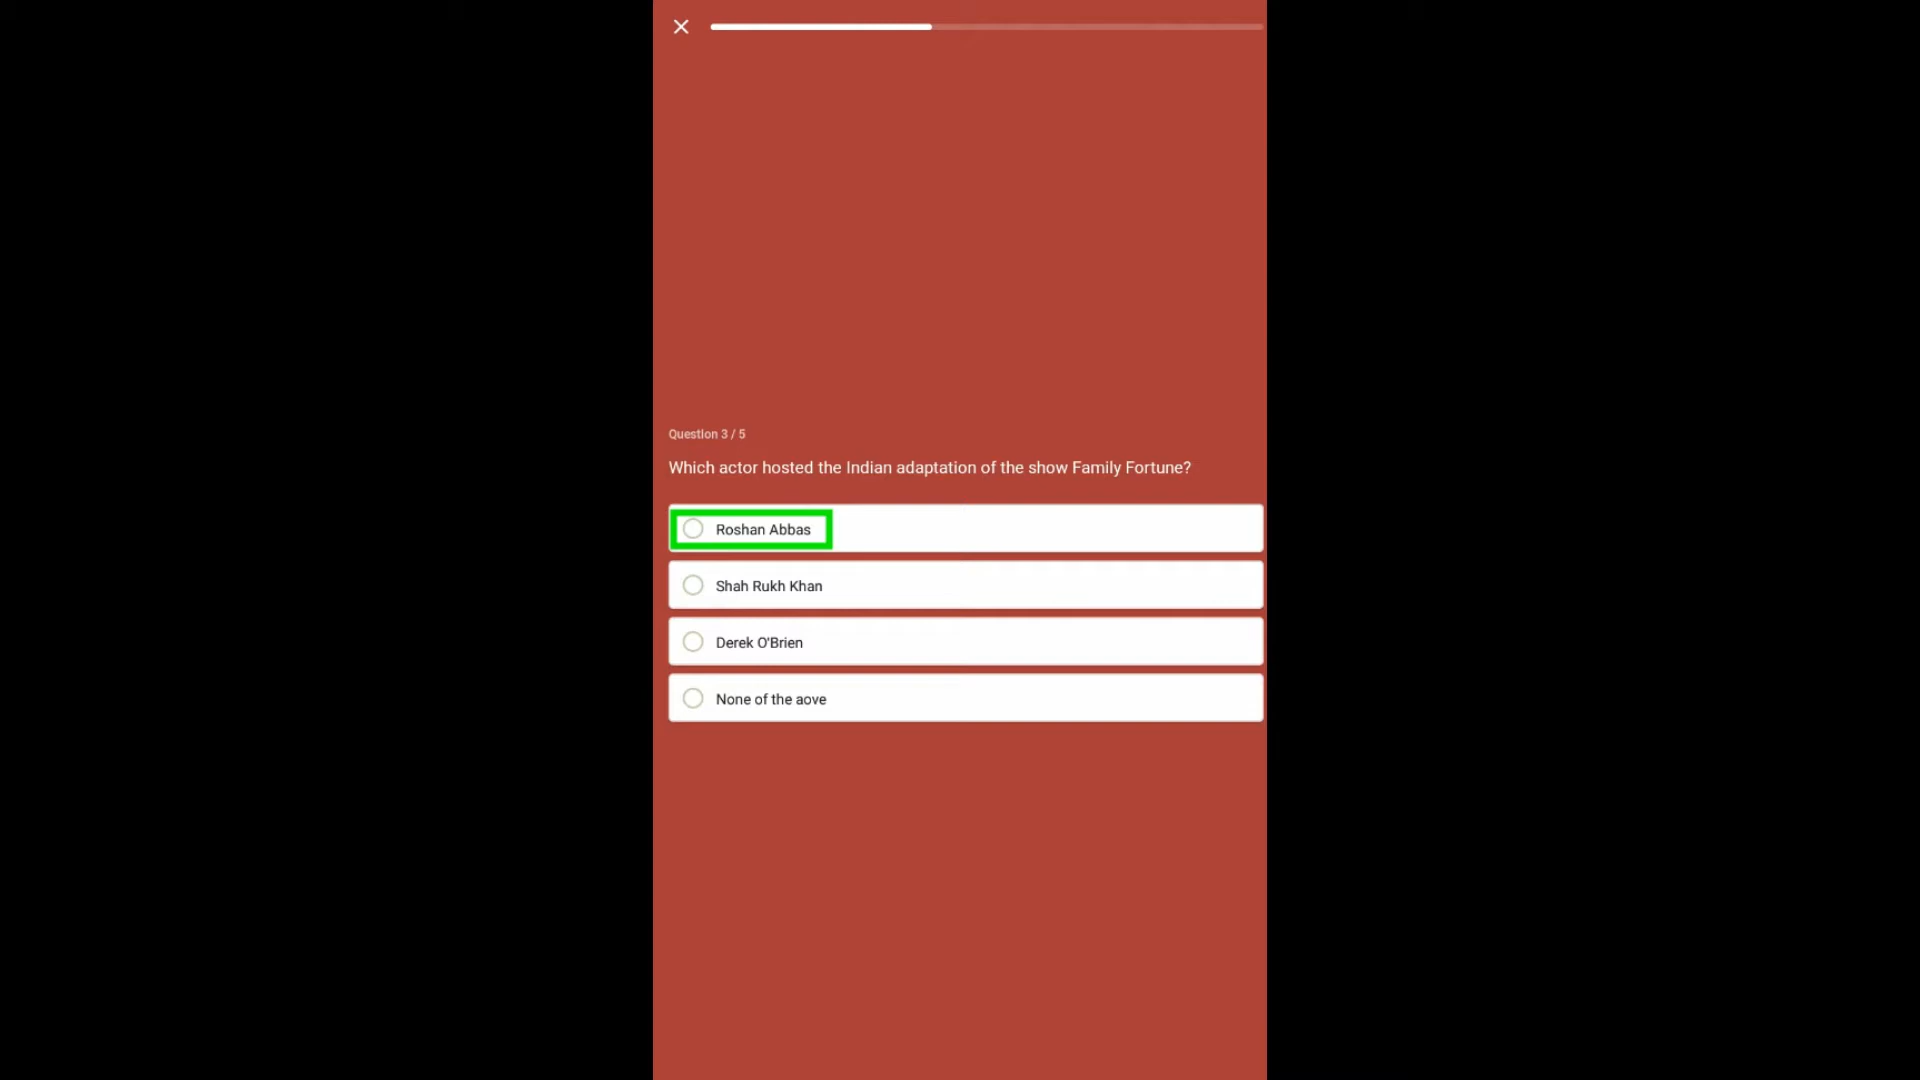 Question 3 / 5
Which actor hosted the Indian adaptation of the show Family Fortune?
Roshan Abbas
Shah Rukh Khan
Derek O'Brien
None of the aove